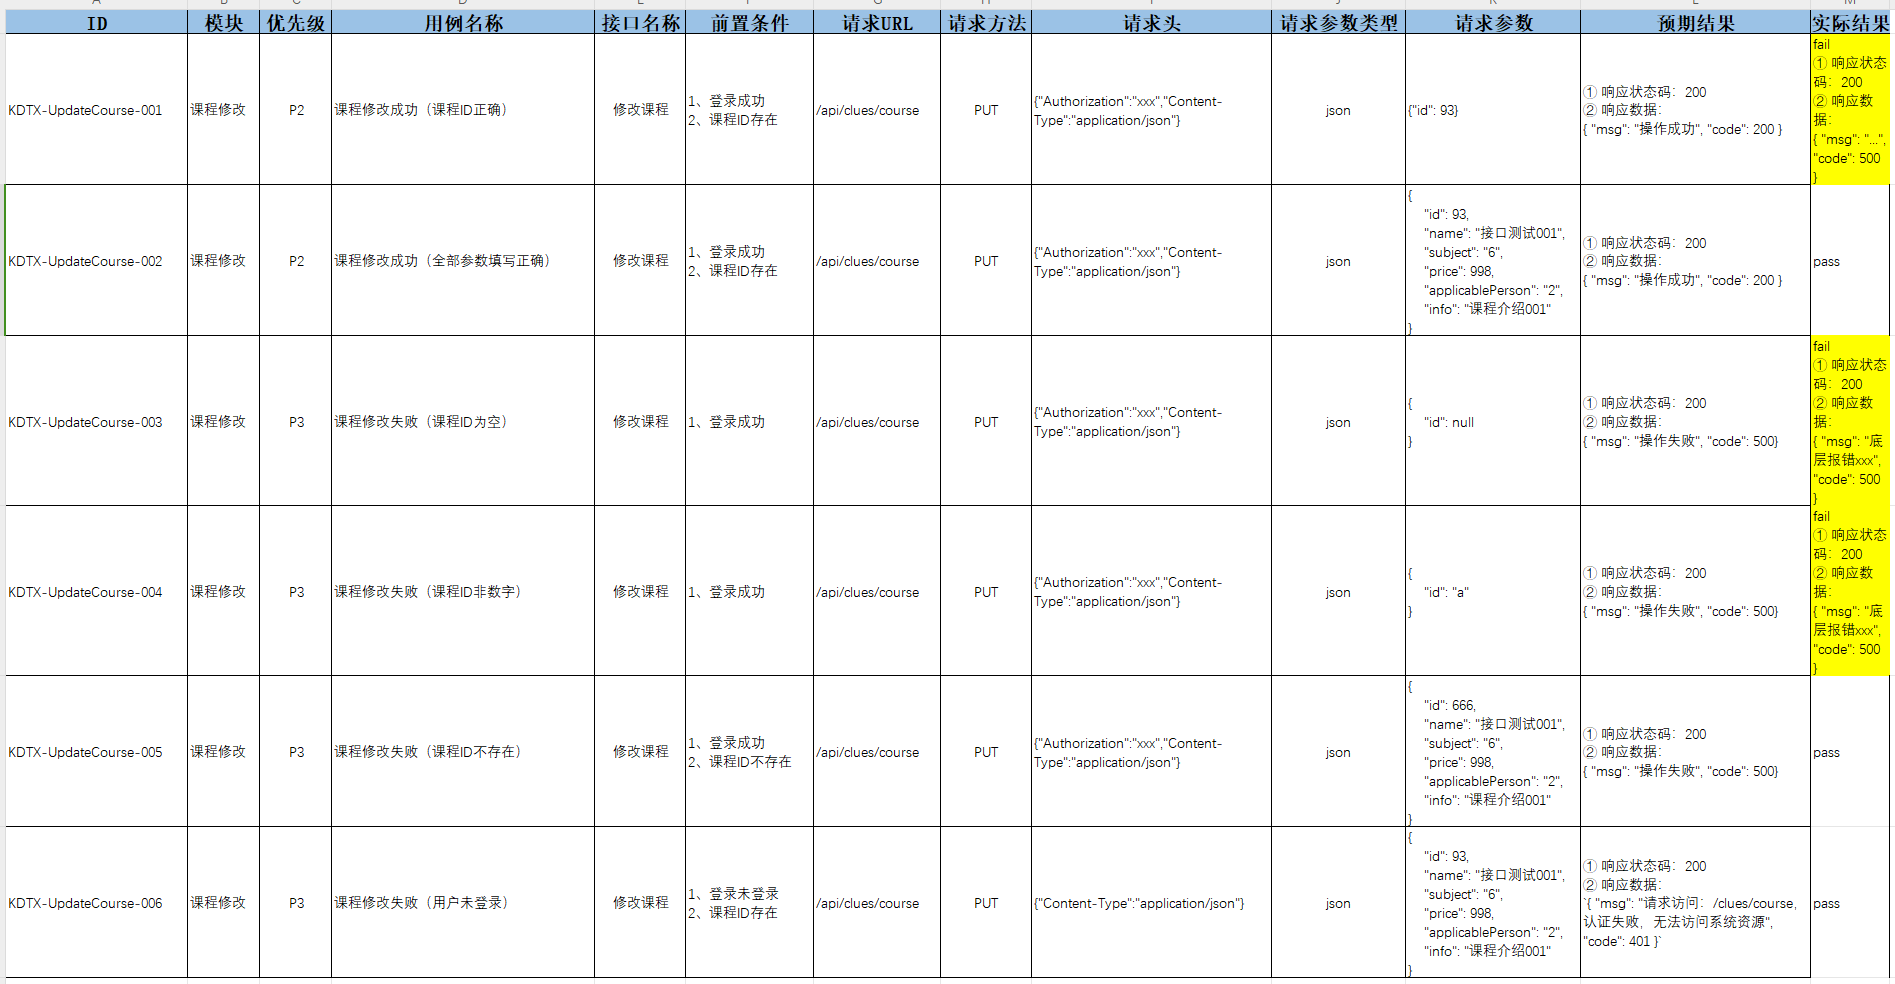 ID 模块 优先级 用例名称 接口名称 前置条件 请求URL 请求方法 请求头 请求参数类型 请求参数 预期结果 实际结果
KDTX-UpdateCourse-001
课程修改
P2
课程修改成功（课程ID正确）
修改课程
1、登录成功
2、课程ID存在
/api/clues/course
PUT
{"Authorization":"xxx","Content-
Type":"application/json"}
json
{"id": 93}
① 响应状态码：200
② 响应数据：
{ "msg": "操作成功", "code": 200 }
fail
① 响应状态
码：200
② 响应数
据：
{ "msg": "...",
"code": 500
}
KDTX-UpdateCourse-002
课程修改
P2
课程修改成功（全部参数填写正确）
修改课程
1、登录成功
2、课程ID存在
/api/clues/course
PUT
{"Authorization":"xxx","Content-
Type":"application/json"}
json
{
"id": 93,
"name": "接口测试001",
"subject": "6",
"price": 998,
"applicablePerson": "2",
"info": "课程介绍001"
}
① 响应状态码：200
② 响应数据：
{ "msg": "操作成功", "code": 200 }
pass
KDTX-UpdateCourse-003
课程修改
P3
课程修改失败（课程ID为空）
修改课程
1、登录成功
/api/clues/course
PUT
{"Authorization":"xxx","Content-
Type":"application/json"}
json
{
"id": null
}
① 响应状态码：200
② 响应数据：
{ "msg": "操作失败", "code": 500}
fail
① 响应状态
码：200
② 响应数
据：
{ "msg": "底
层报错xxx",
"code": 500
}
KDTX-UpdateCourse-004
课程修改
P3
课程修改失败（课程ID非数字）
修改课程
1、登录成功
/api/clues/course
PUT
{"Authorization":"xxx","Content-
Type":"application/json"}
json
{
"id": "a"
}
① 响应状态码：200
② 响应数据：
{ "msg": "操作失败", "code": 500}
fail
① 响应状态
码：200
② 响应数
据：
{ "msg": "底
层报错xxx",
"code": 500
}
KDTX-UpdateCourse-005
课程修改
P3
课程修改失败（课程ID不存在）
修改课程
1、登录成功
2、课程ID不存在
/api/clues/course
PUT
{"Authorization":"xxx","Content-
Type":"application/json"}
json
{
"id": 666,
"name": "接口测试001",
"subject": "6",
"price": 998,
"applicablePerson": "2",
"info": "课程介绍001"
}
① 响应状态码：200
② 响应数据：
{ "msg": "操作失败", "code": 500}
pass
KDTX-UpdateCourse-006
课程修改
P3
课程修改失败（用户未登录）
修改课程
1、登录未登录
2、课程ID存在
/api/clues/course
PUT
{"Content-Type":"application/json"}
json
{
"id": 93,
"name": "接口测试001",
"subject": "6",
"price": 998,
"applicablePerson": "2",
"info": "课程介绍001"
}
① 响应状态码：200
② 响应数据：
`{ "msg": "请求访问：/clues/course，
认证失败，无法访问系统资源",
"code": 401 }`
pass